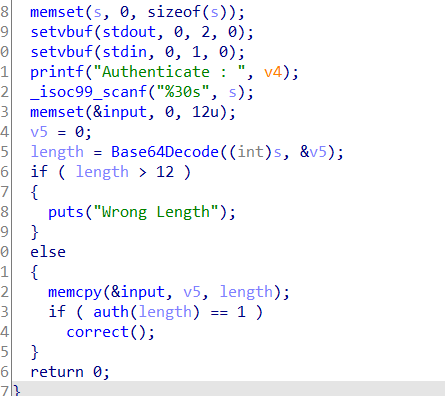 8 memset(s, 0, sizeof(s));
9 setvbuf(stdout, 0, 2, 0);
0 setvbuf(stdin, 0, 1, 0);
1 printf("Authenticate : ", v4);
2 _isoc99_scanf("%30s", s);
3 memset(&input, 0, 12u);
4 v5 = 0;
5 length = Base64Decode((int)s, &v5);
6 if ( length > 12 )
7 {
8 puts("Wrong Length");
9 }
0 else
1 {
2 memcpy(&input, v5, length);
3 if ( auth(length) == 1 )
4 correct();
5 }
6 return 0;
7 }